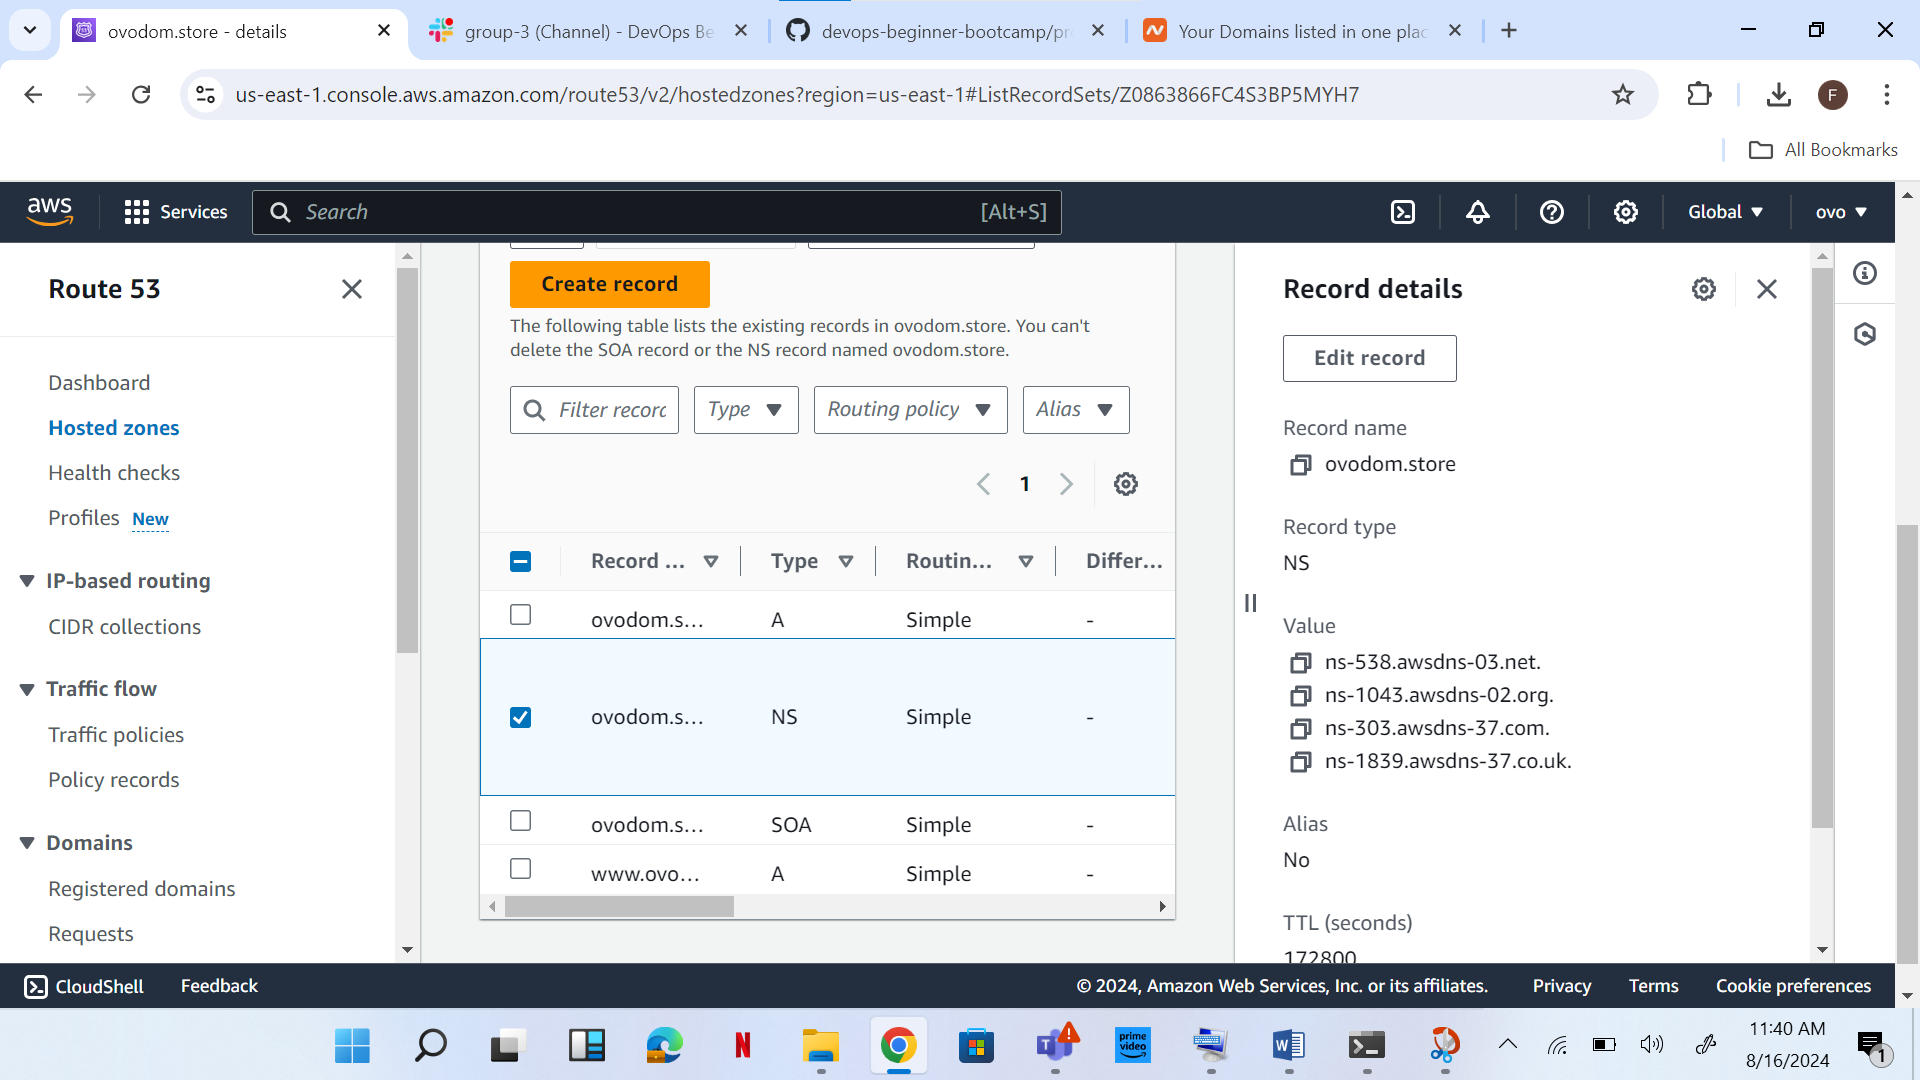 ovodom.store - details
group-3 (Channel) - DevOps Be
devops-beginner-bootcamp/pr
Your Domains listed in one plac
us-east-1.console.aws.amazon.com/route53/v2/hostedzones?region=us-east-1#ListRecordSets/Z0863866FC4S3BP5MYH7
F
All Bookmarks
aws
Services
Search
[Alt+S]
Global
ovo
Route 53
Dashboard
Hosted zones
Health checks
Profiles New
IP-based routing
CIDR collections
Traffic flow
Traffic policies
Policy records
Domains
Registered domains
Requests
Create record
The following table lists the existing records in ovodom.store. You can't
delete the SOA record or the NS record named ovodom.store.
Filter record
Type
Routing policy
Alias
1
Record ... Type Routin... Differ...
ovodom.s... A Simple -
ovodom.s... NS Simple -
ovodom.s... SOA Simple -
www.ovo... A Simple -
Record details
Edit record
Record name
ovodom.store
Record type
NS
Value
ns-538.awsdns-03.net.
ns-1043.awsdns-02.org.
ns-303.awsdns-37.com.
ns-1839.awsdns-37.co.uk.
Alias
No
TTL (seconds)
172800
CloudShell
Feedback
© 2024, Amazon Web Services, Inc. or its affiliates.
Privacy
Terms
Cookie preferences
N
prime video
11:40 AM
8/16/2024
1